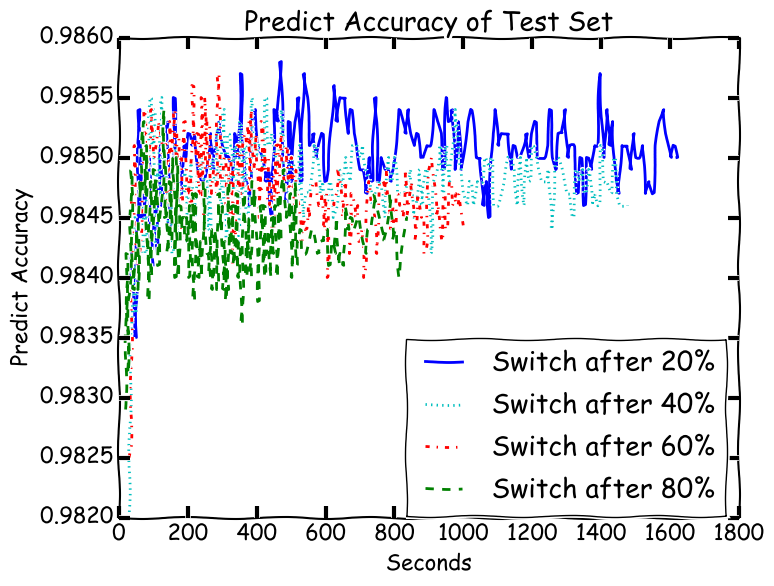 Predict Accuracy of Test Set
0.9860
0.9855
0.9850
0.9845
0.9840
0.9835
0.9830
0.9825
0.9820
Predict Accuracy
Switch after 20%
Switch after 40%
Switch after 60%
Switch after 80%
0 200 400 600 800 1000 1200 1400 1600 1800
Seconds